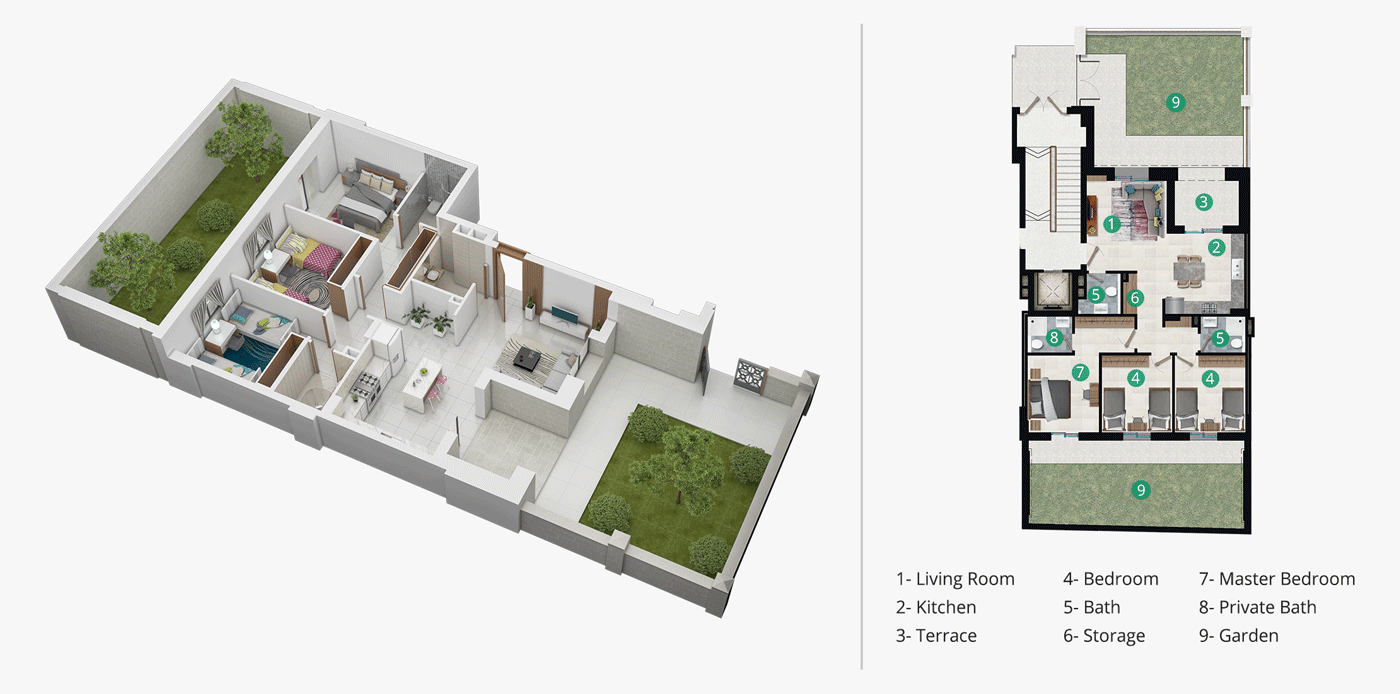 9
3
1
2
5
6
8
5
7
4
4
9
1- Living Room
4- Bedroom
7- Master Bedroom
2- Kitchen
5- Bath
8- Private Bath
3- Terrace
6- Storage
9- Garden